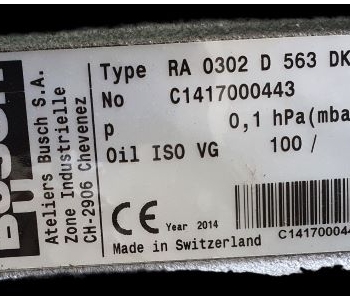 BUSCH
Ateliers Busch S.A.
Zone Industrielle
CH-2906 Chevenez
Type RA 0302 D 563 DK
No C1417000443
p 0,1 hPa(mba
Oil ISO VG 100 /
CE Year 2014
Made in Switzerland
C14170004